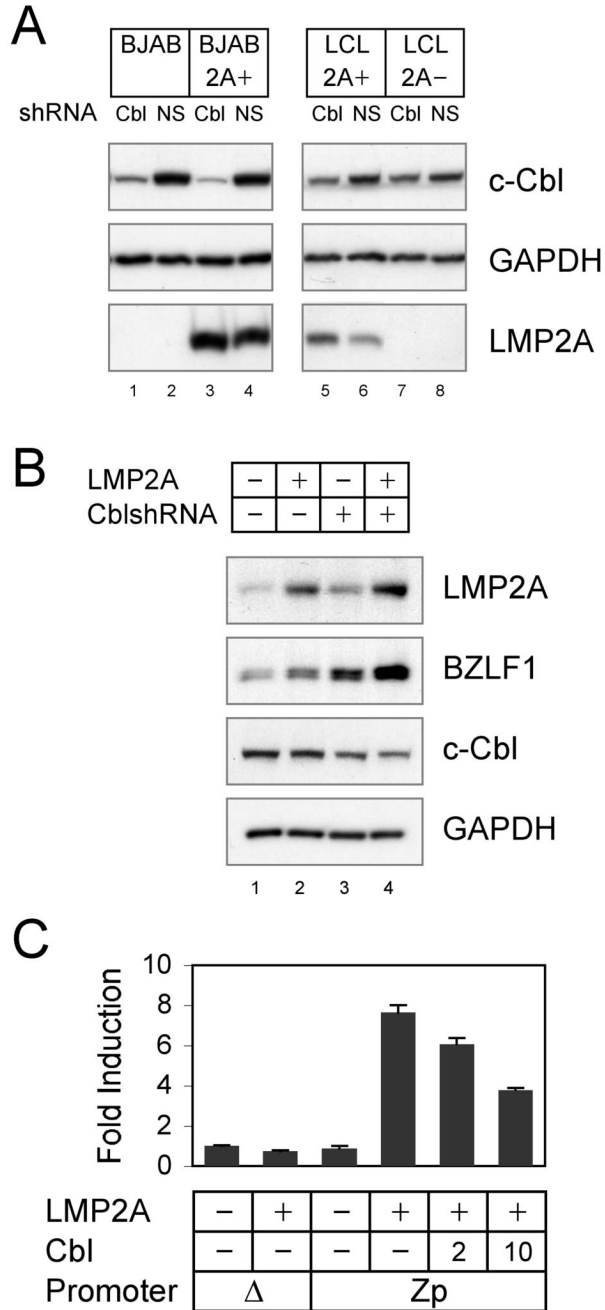 A
BJAB BJAB LCL LCL
2A+ 2A+ 2A−
shRNA Cbl NS Cbl NS Cbl NS Cbl NS
c-Cbl
GAPDH
LMP2A
1 2 3 4 5 6 7 8
B
LMP2A − + − +
CblshRNA − − + +
LMP2A
BZLF1
c-Cbl
GAPDH
1 2 3 4
C
Fold Induction
10
8
6
4
2
0
LMP2A − + − + + +
Cbl − − − − 2 10
Promoter Δ Zp